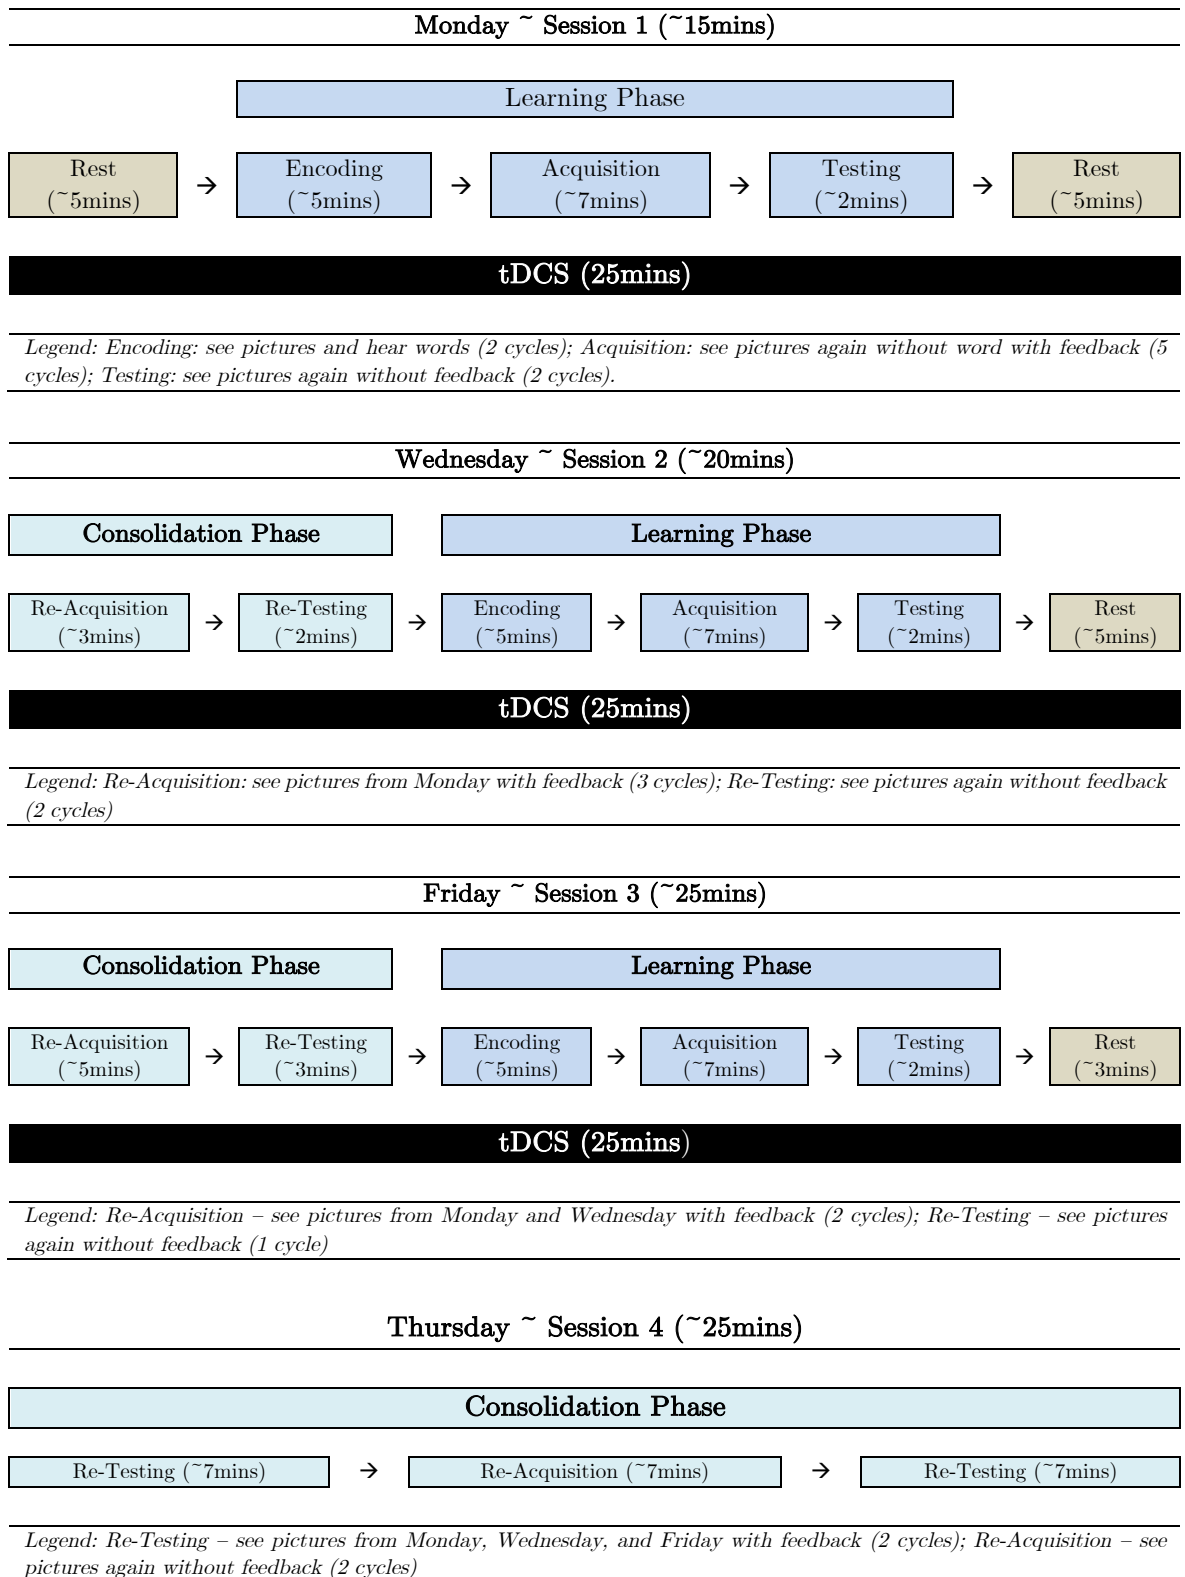 Monday ~ Session 1 (~15mins)
Learning Phase
Rest
(~5mins)
→
Encoding
(~5mins)
→
Acquisition
(~7mins)
→
Testing
(~2mins)
→
Rest
(~5mins)
tDCS (25mins)
Legend: Encoding: see pictures and hear words (2 cycles); Acquisition: see pictures again without word with feedback (5
cycles); Testing: see pictures again without feedback (2 cycles).
Wednesday ~ Session 2 (~20mins)
Consolidation Phase
Learning Phase
Re-Acquisition
(~3mins)
→
Re-Testing
(~2mins)
→
Encoding
(~5mins)
→
Acquisition
(~7mins)
→
Testing
(~2mins)
→
Rest
(~5mins)
tDCS (25mins)
Legend: Re-Acquisition: see pictures from Monday with feedback (3 cycles); Re-Testing: see pictures again without feedback
(2 cycles)
Friday ~ Session 3 (~25mins)
Consolidation Phase
Learning Phase
Re-Acquisition
(~5mins)
→
Re-Testing
(~3mins)
→
Encoding
(~5mins)
→
Acquisition
(~7mins)
→
Testing
(~2mins)
→
Rest
(~3mins)
tDCS (25mins)
Legend: Re-Acquisition – see pictures from Monday and Wednesday with feedback (2 cycles); Re-Testing – see pictures
again without feedback (1 cycle)
Thursday ~ Session 4 (~25mins)
Consolidation Phase
Re-Testing (~7mins)
→
Re-Acquisition (~7mins)
→
Re-Testing (~7mins)
Legend: Re-Testing – see pictures from Monday, Wednesday, and Friday with feedback (2 cycles); Re-Acquisition – see
pictures again without feedback (2 cycles)